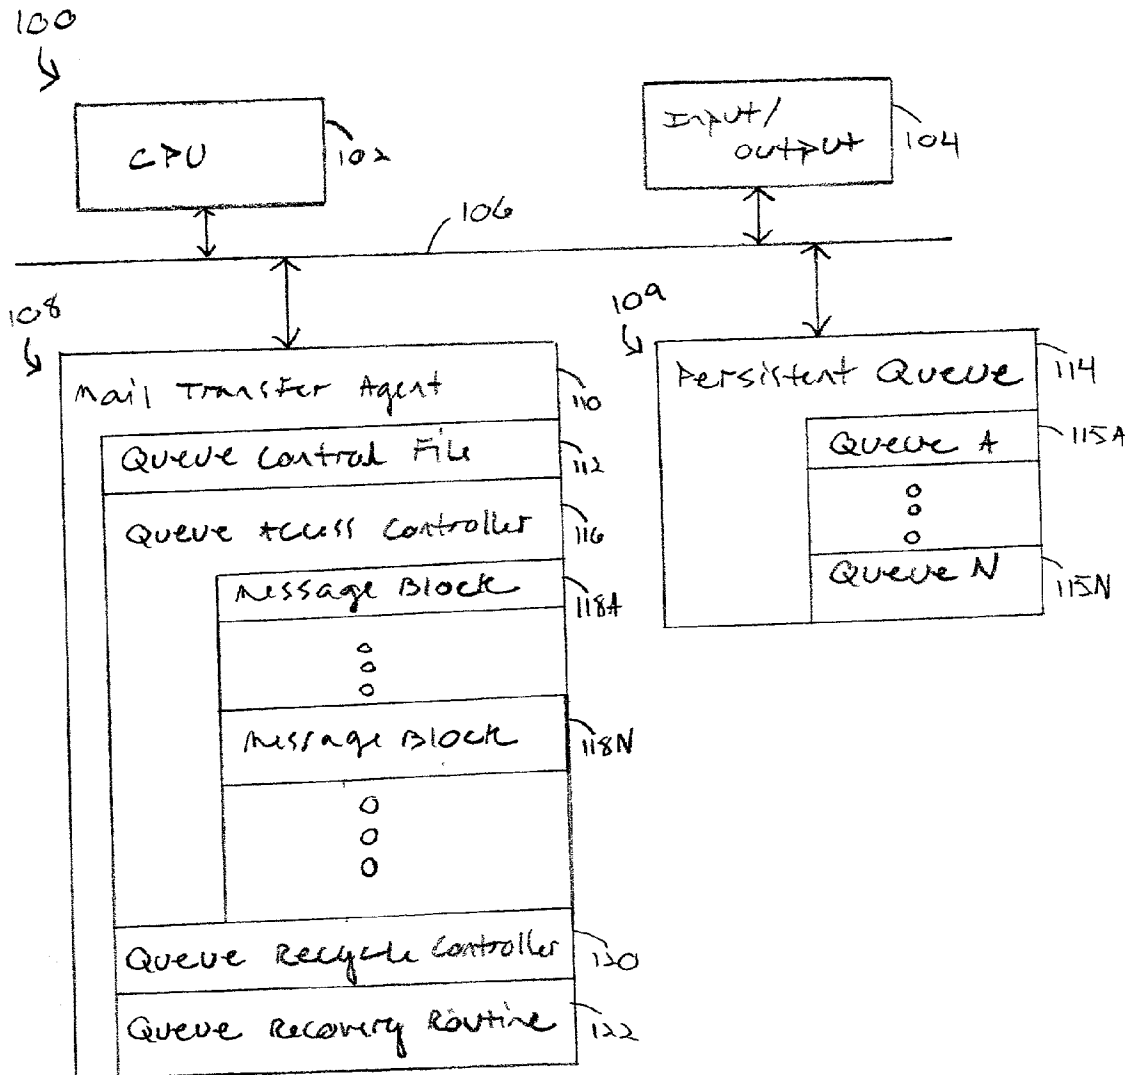 100
CPU
102
Input/
output
104
106
108
109
Mail Transfer Agent
110
Persistent Queue
114
Queue Control File
112
Queue A
115A
Queue Access Controller
116
Queue N
115N
Message Block
118A
Message Block
118N
Queue Recycle Controller
120
Queue Recovery Routine
122